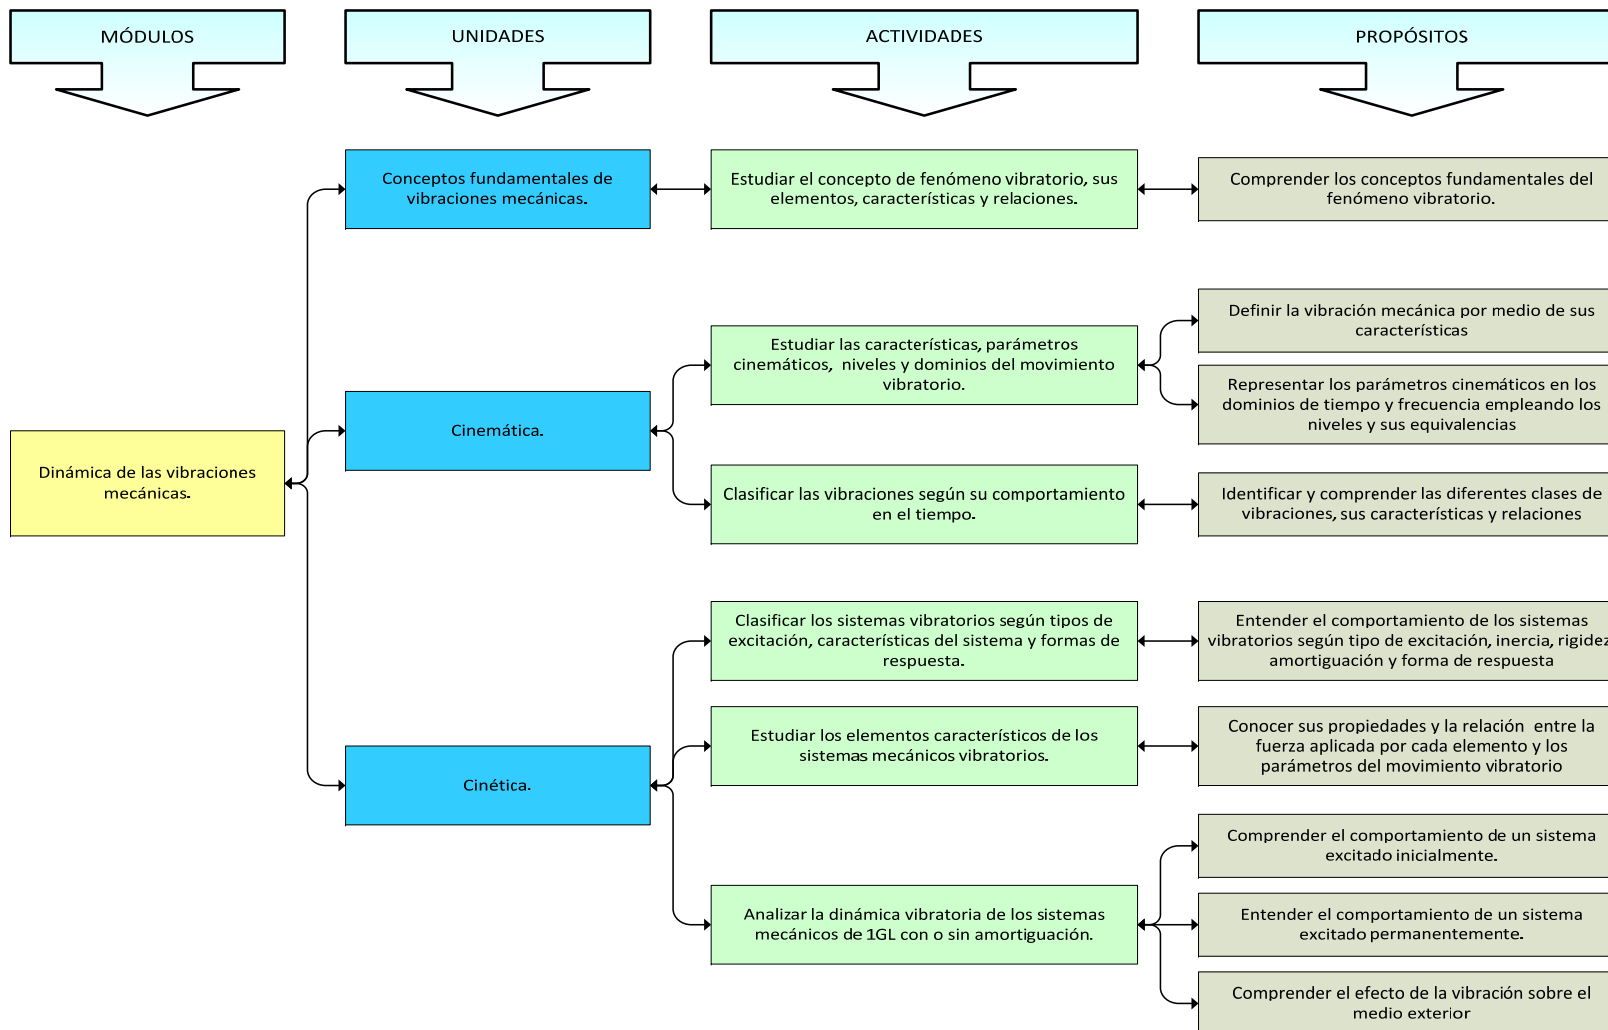 MÓDULOS
UNIDADES
ACTIVIDADES
PROPÓSITOS
Dinámica de las vibraciones
mecánicas.
Conceptos fundamentales de
vibraciones mecánicas.
Estudiar el concepto de fenómeno vibratorio, sus
elementos, características y relaciones.
Comprender los conceptos fundamentales del
fenómeno vibratorio.
Cinemática.
Estudiar las características, parámetros
cinemáticos, niveles y dominios del movimiento
vibratorio.
Definir la vibración mecánica por medio de sus
características
Representar los parámetros cinemáticos en los
dominios de tiempo y frecuencia empleando los
niveles y sus equivalencias
Clasificar las vibraciones según su comportamiento
en el tiempo.
Identificar y comprender las diferentes clases de
vibraciones, sus características y relaciones
Cinética.
Clasificar los sistemas vibratorios según tipos de
excitación, características del sistema y formas de
respuesta.
Entender el comportamiento de los sistemas
vibratorios según tipo de excitación, inercia, rigidez
amortiguación y forma de respuesta
Estudiar los elementos característicos de los
sistemas mecánicos vibratorios.
Conocer sus propiedades y la relación entre la
fuerza aplicada por cada elemento y los
parámetros del movimiento vibratorio
Analizar la dinámica vibratoria de los sistemas
mecánicos de 1GL con o sin amortiguación.
Comprender el comportamiento de un sistema
excitado inicialmente.
Entender el comportamiento de un sistema
excitado permanentemente.
Comprender el efecto de la vibración sobre el
medio exterior